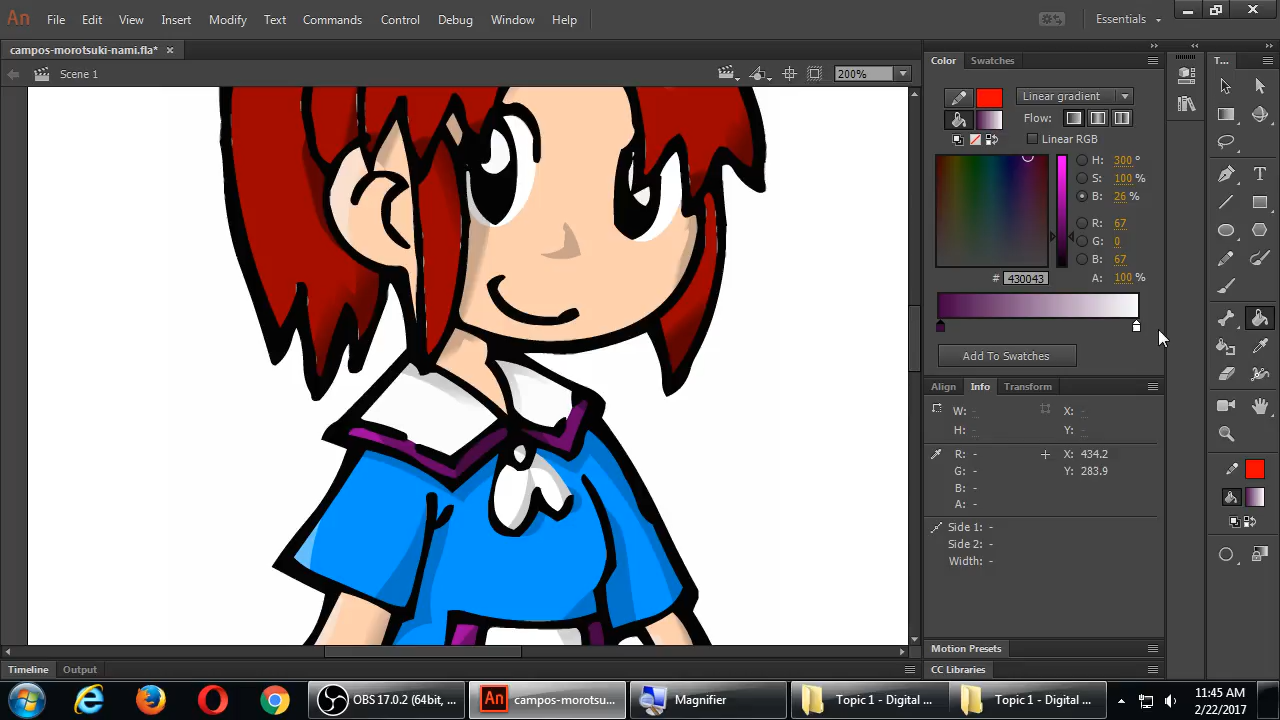 An File Edit View Insert Modify Text Commands Control Debug Window Help Essentials
campos-morotsuki-nami.fla* ×
Scene 1 200%
Color Swatches
Linear gradient
Flow:
Linear RGB
H: 300 °
S: 100 %
B: 26 %
R: 67
G: 0
B: 67
# 430043 A: 100 %
Add To Swatches
Align Info Transform
W: - X: -
H: - Y: -
R: - X: 434.2
G: - Y: 283.9
B: -
A: -
Side 1: -
Side 2: -
Width: -
Motion Presets
CC Libraries
T...
T
Timeline Output
OBS 17.0.2 (64bit, ... An campos-morotsu... Magnifier Topic 1 - Digital ... Topic 1 - Digital ... 11:45 AM
2/22/2017